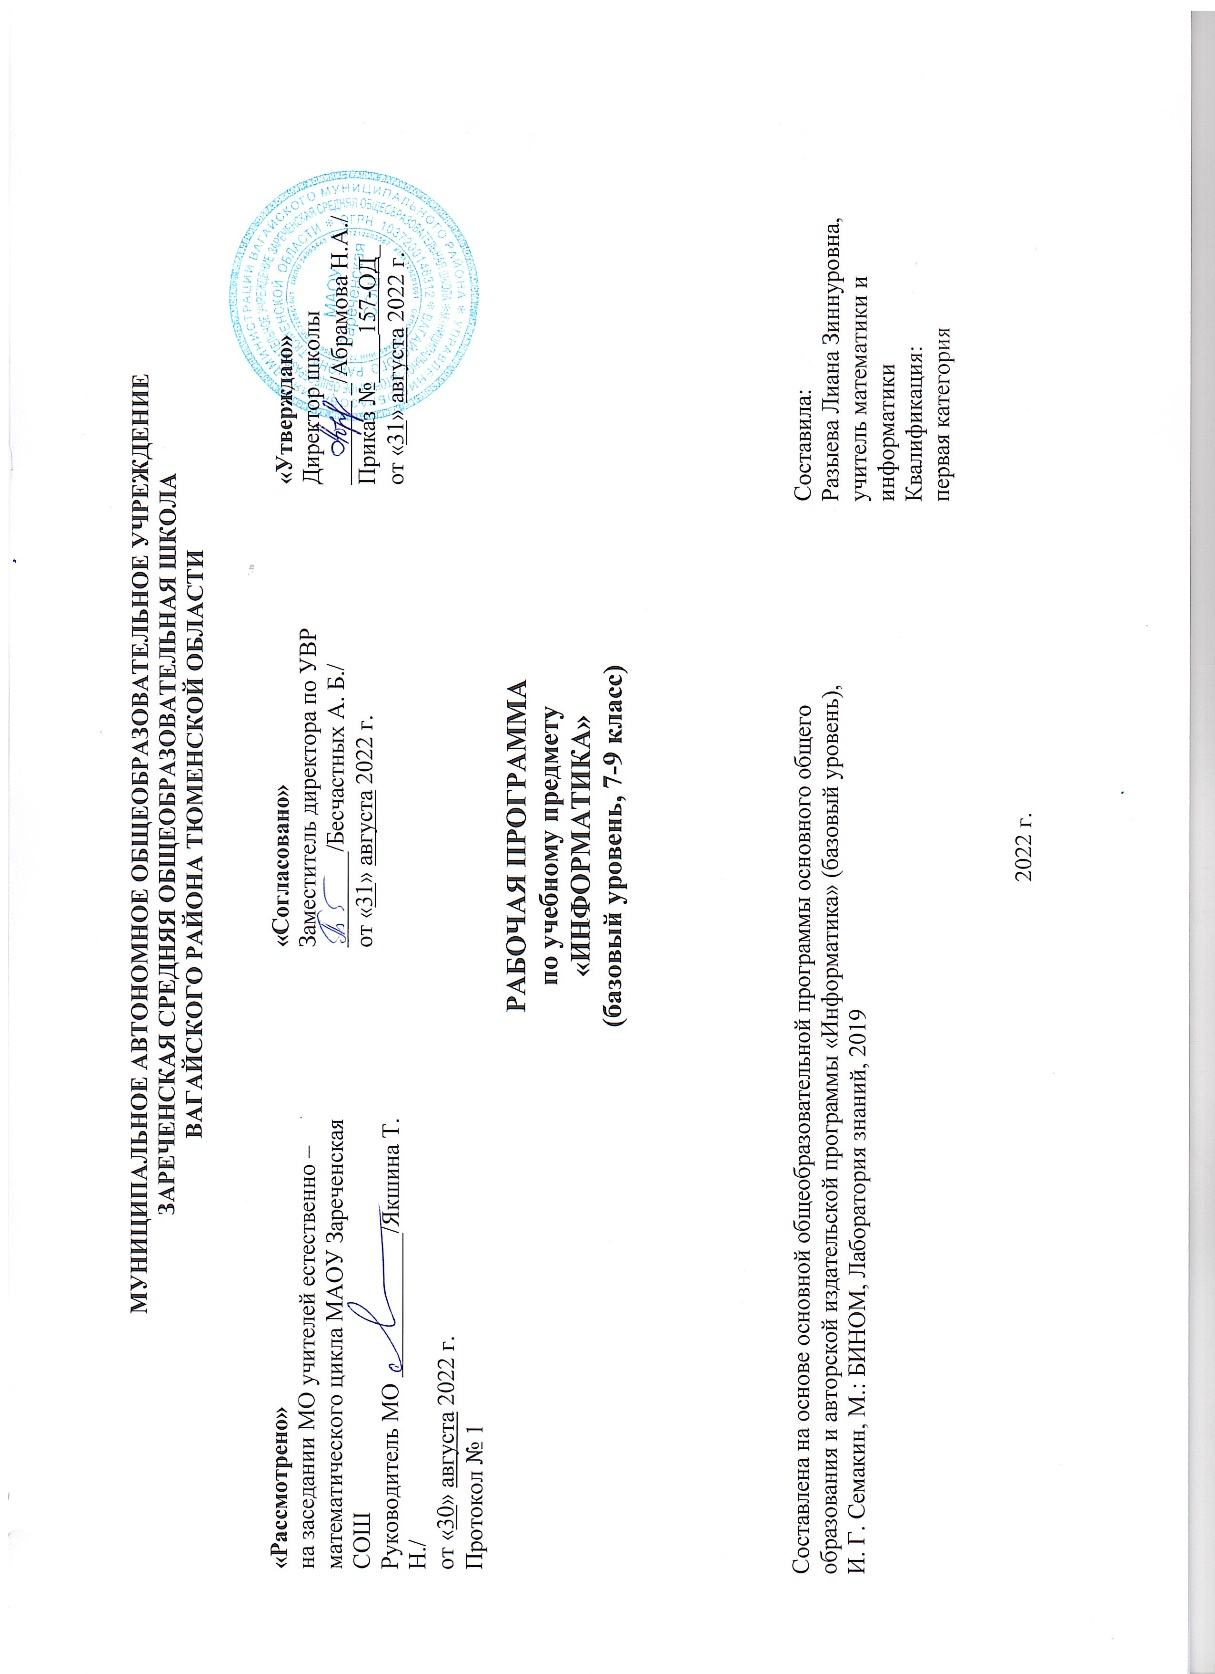 МУНИЦИПАЛЬНОЕ АВТОНОМНОЕ ОБЩЕОБРАЗОВАТЕЛЬНОЕ УЧРЕЖДЕНИЕ
ЗАРЕЧЕНСКАЯ СРЕДНЯЯ ОБЩЕОБРАЗОВАТЕЛЬНАЯ ШКОЛА
ВАГАЙСКОГО РАЙОНА ТЮМЕНСКОЙ ОБЛАСТИ
«Рассмотрено»
на заседании МО учителей естественно –
математического цикла МАОУ Зареченская
СОШ
Руководитель МО ____________/Якшина Т.
Н./
от «30» августа 2022 г.
Протокол № 1
«Согласовано»
Заместитель директора по УВР
________/Бесчастных А. Б./
от «31» августа 2022 г.
«Утверждаю»
Директор школы
________ /Абрамова Н.А./
Приказ № ___157-ОД_
от «31» августа 2022 г.
РАБОЧАЯ ПРОГРАММА
по учебному предмету
«ИНФОРМАТИКА»
(базовый уровень, 7-9 класс)
Составила:
Разыева Лиана Зиннуровна,
учитель математики и
информатики
Квалификация:
первая категория
Составлена на основе основной общеобразовательной программы основного общего
образования и авторской издательской программы «Информатика» (базовый уровень),
И. Г. Семакин, М.: БИНОМ, Лаборатория знаний, 2019
2022 г.